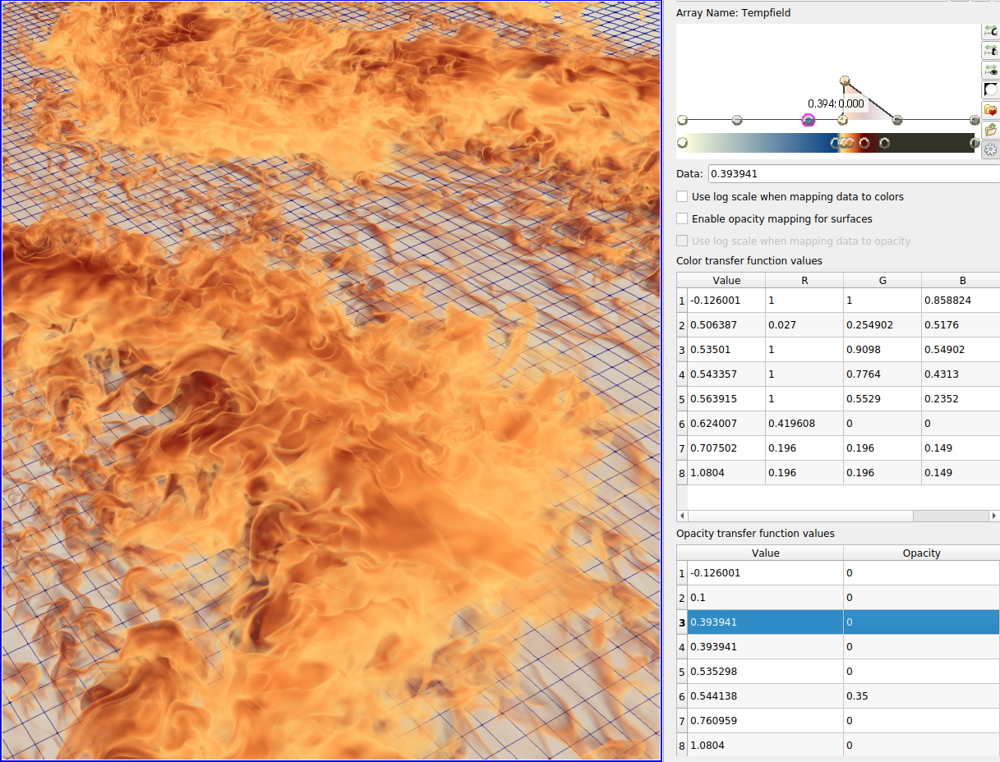 Array Name: Tempfield
0.394: 0.000
Data: 0.393941
Use log scale when mapping data to colors
Enable opacity mapping for surfaces
Use log scale when mapping data to opacity
Color transfer function values
Value R G B
1 -0.126001 1 1 0.858824
2 0.506387 0.027 0.254902 0.5176
3 0.53501 1 0.9098 0.54902
4 0.543357 1 0.7764 0.4313
5 0.563915 1 0.5529 0.2352
6 0.624007 0.419608 0 0
7 0.707502 0.196 0.196 0.149
8 1.0804 0.196 0.196 0.149
Opacity transfer function values
Value Opacity
1 -0.126001 0
2 0.1 0
3 0.393941 0
4 0.393941 0
5 0.535298 0
6 0.544138 0.35
7 0.760959 0
8 1.0804 0